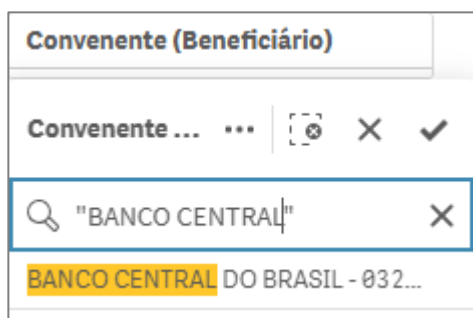 Convenente (Beneficiário)
Convenente ...
"BANCO CENTRAL"
BANCO CENTRAL DO BRASIL - 032...